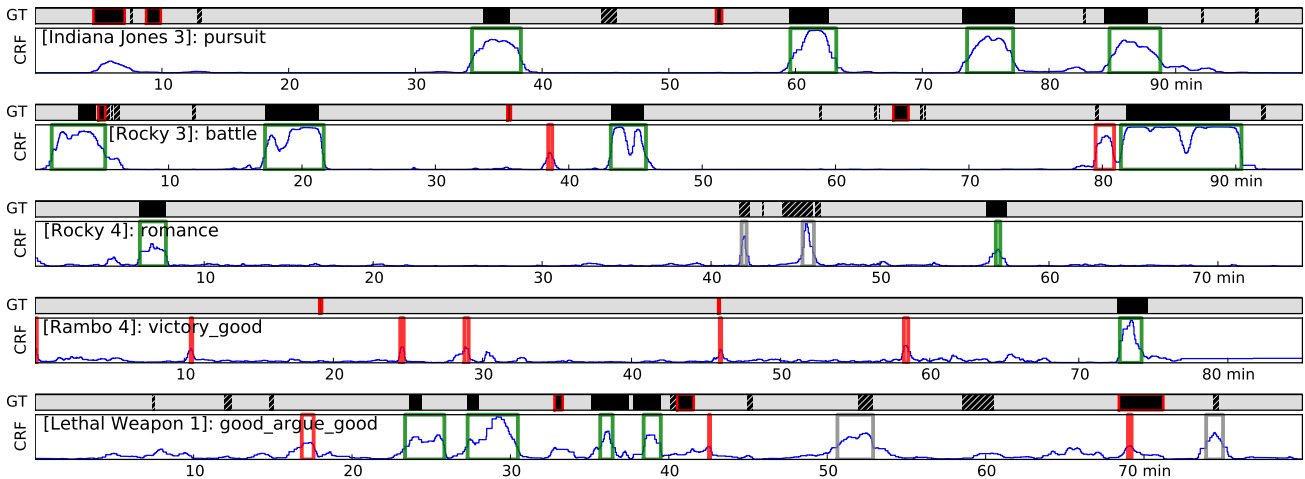 GT
CRF
[Indiana Jones 3]: pursuit
10 20 30 40 50 60 70 80 90 min
GT
CRF
[Rocky 3]: battle
10 20 30 40 50 60 70 80 90 min
GT
CRF
[Rocky 4]: romance
10 20 30 40 50 60 70 min
GT
CRF
[Rambo 4]: victory_good
10 20 30 40 50 60 70 80 min
GT
CRF
[Lethal Weapon 1]: good_argue_good
10 20 30 40 50 60 70 min